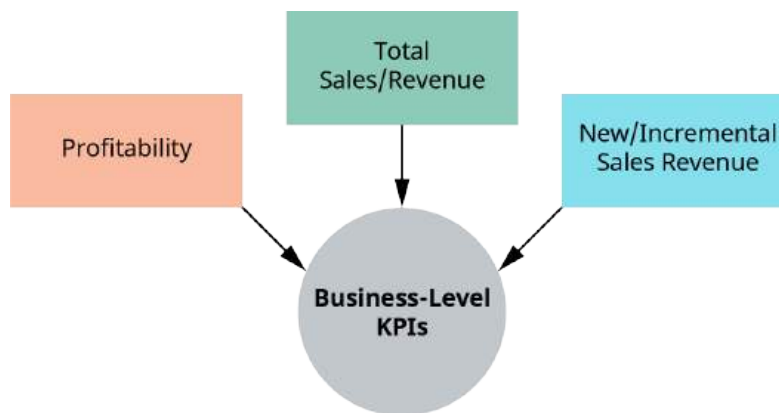 Total
Sales/Revenue
Profitability
New/Incremental
Sales Revenue
Business-Level
KPIs